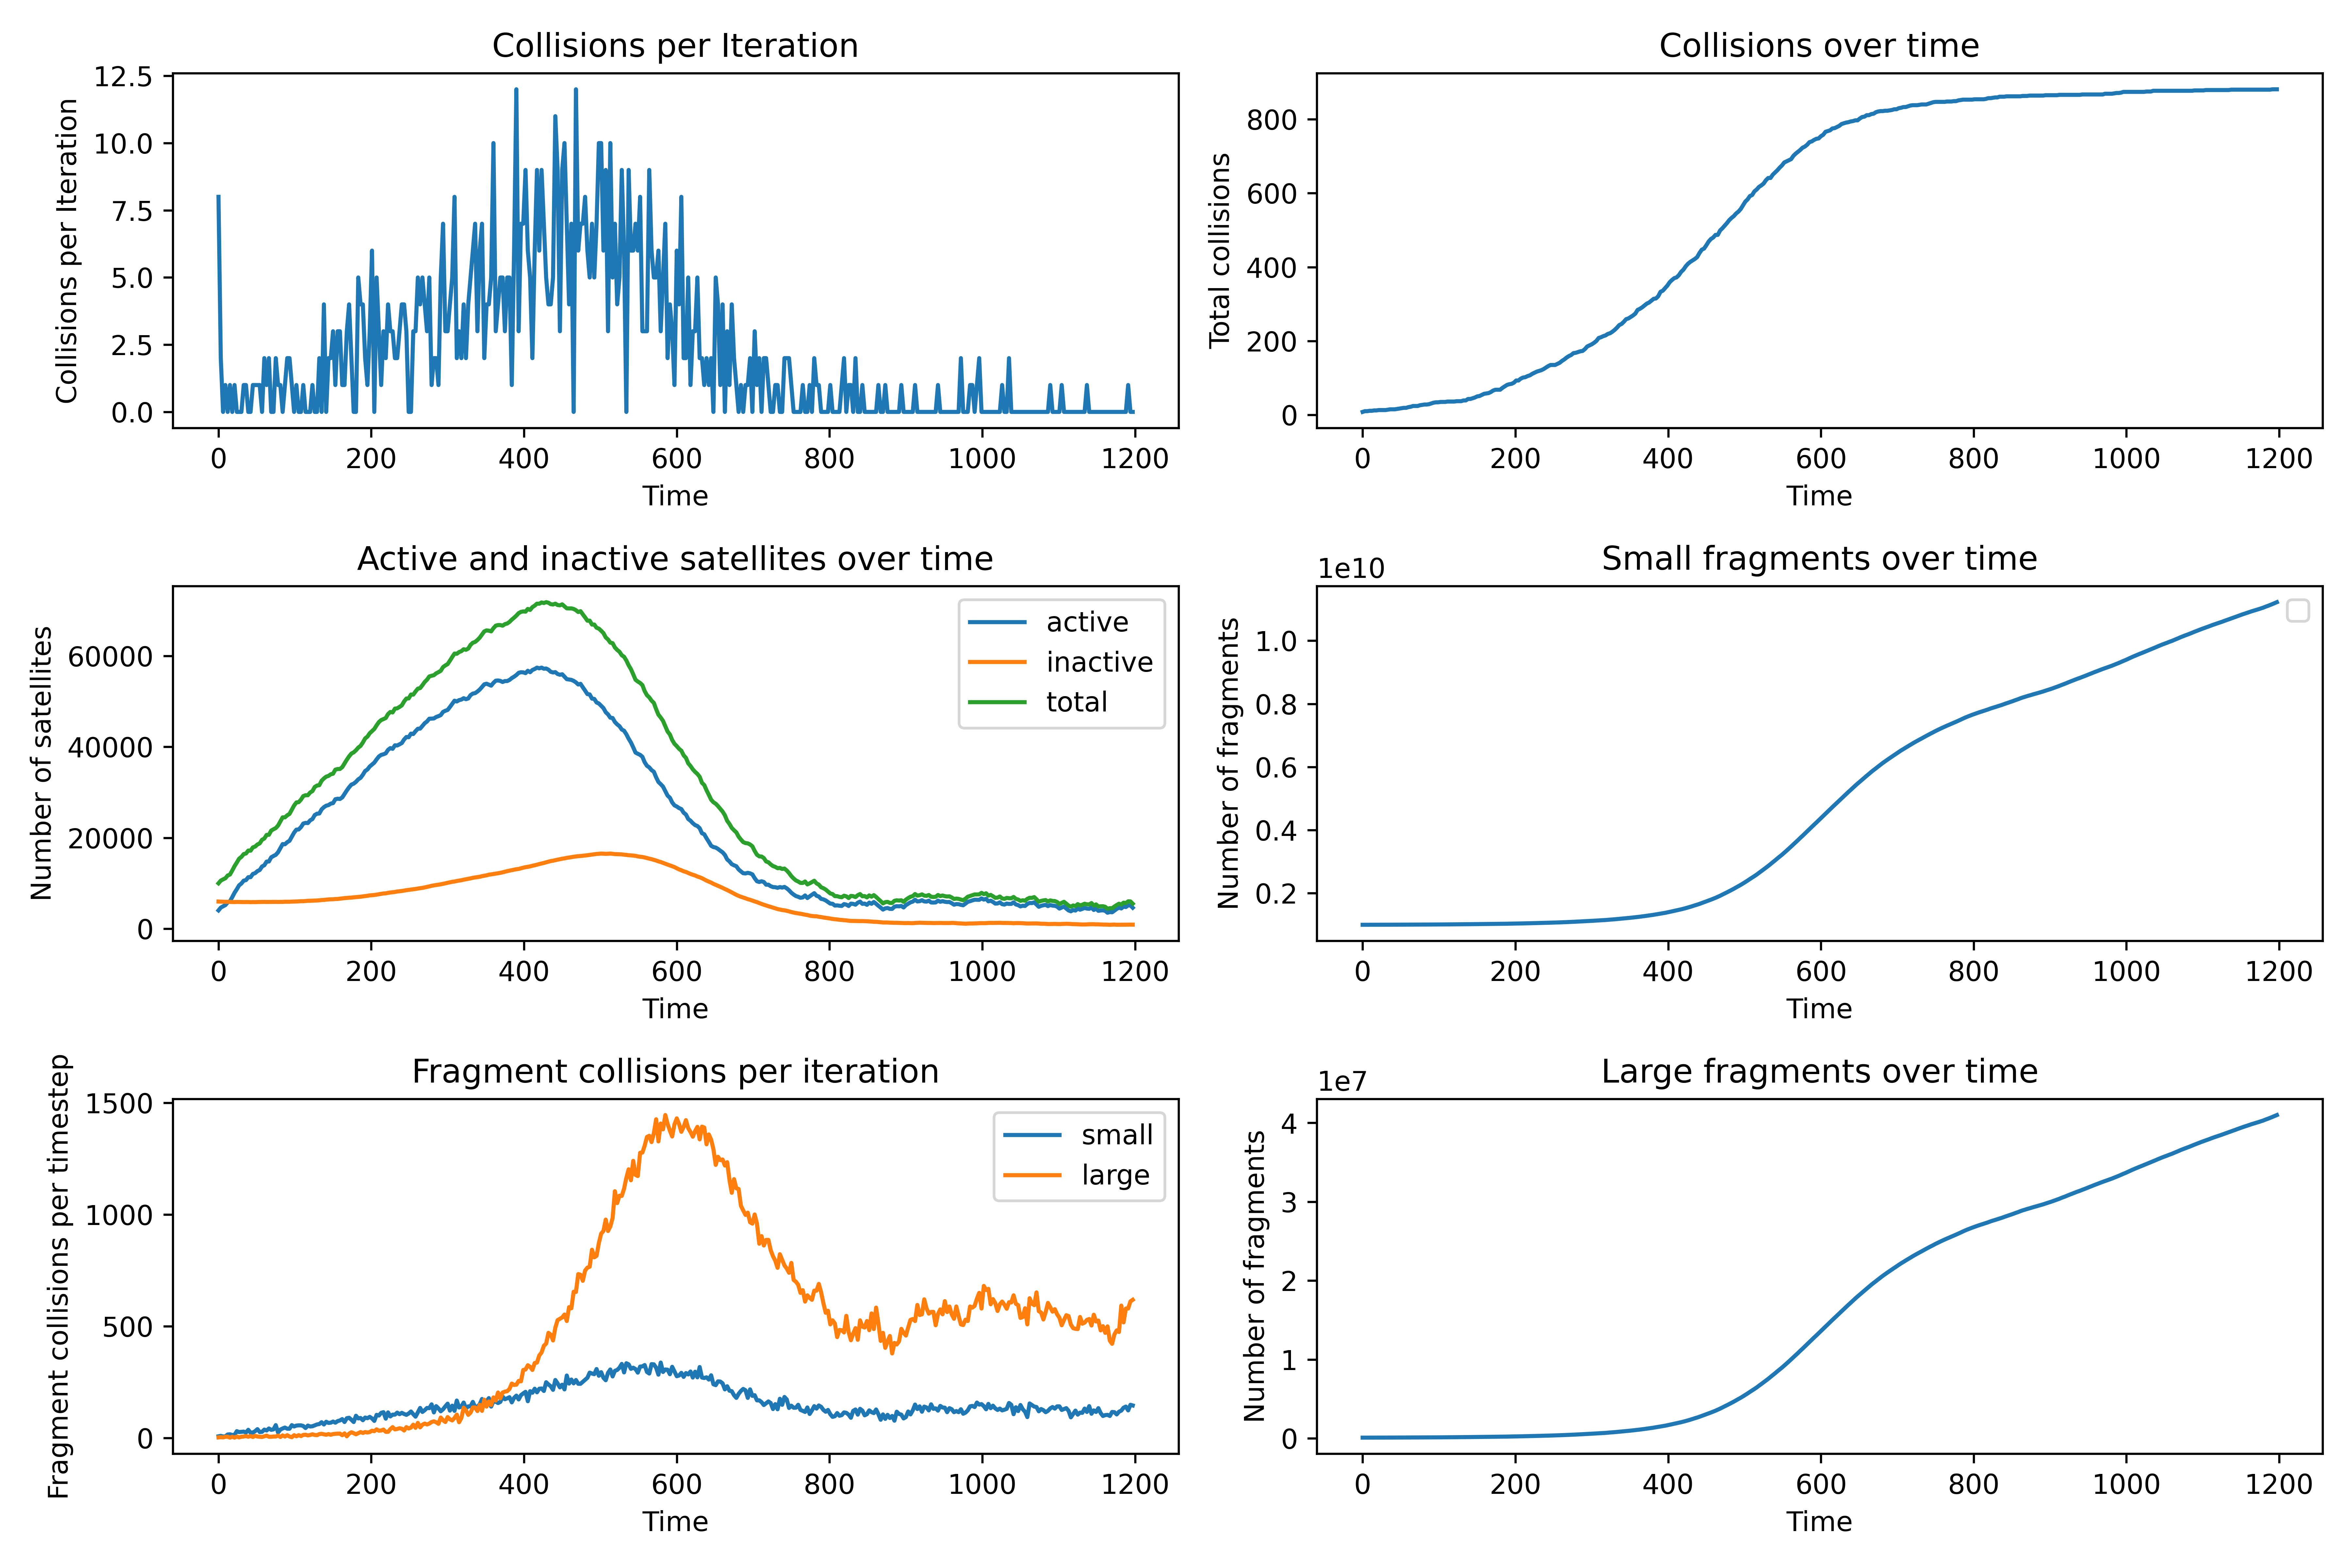 Collisions per Iteration
Collisions per Iteration
12.5
10.0
7.5
5.0
2.5
0.0
0 200 400 600 800 1000 1200
Time
Collisions over time
Total collisions
800
600
400
200
0
0 200 400 600 800 1000 1200
Time
Active and inactive satellites over time
Number of satellites
60000
40000
20000
0
active
inactive
total
0 200 400 600 800 1000 1200
Time
Small fragments over time
1e10
Number of fragments
1.0
0.8
0.6
0.4
0.2
0 200 400 600 800 1000 1200
Time
Fragment collisions per iteration
Fragment collisions per timestep
1500
1000
500
0
small
large
0 200 400 600 800 1000 1200
Time
Large fragments over time
1e7
Number of fragments
4
3
2
1
0
0 200 400 600 800 1000 1200
Time